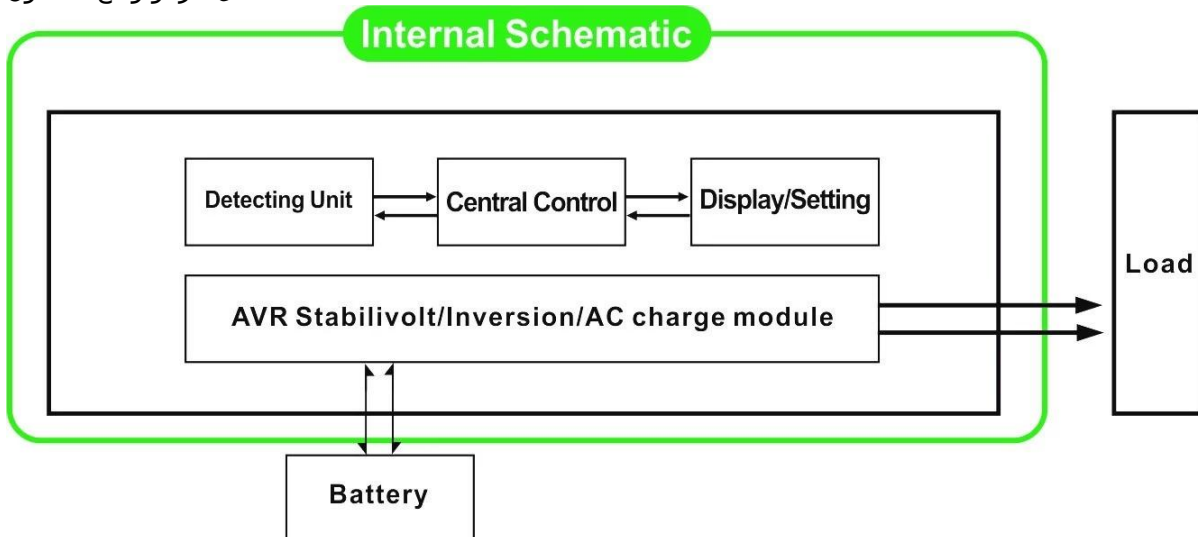 Internal Schematic
Detecting Unit
Central Control
Display/Setting
AVR Stabilivolt/Inversion/AC charge module
Load
Battery